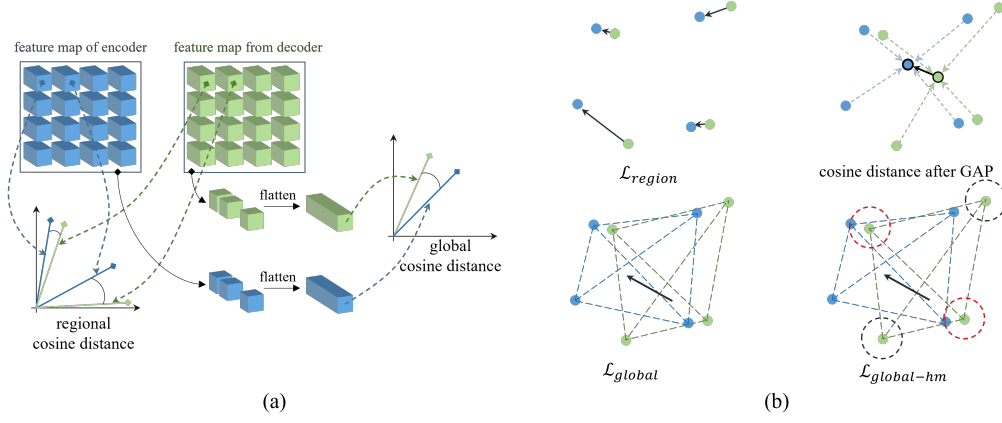 feature map of encoder
feature map from decoder
flatten
flatten
regional
cosine distance
global
cosine distance
(a)
ℒ_region
cosine distance after GAP
ℒ_global
ℒ_global−hm
(b)